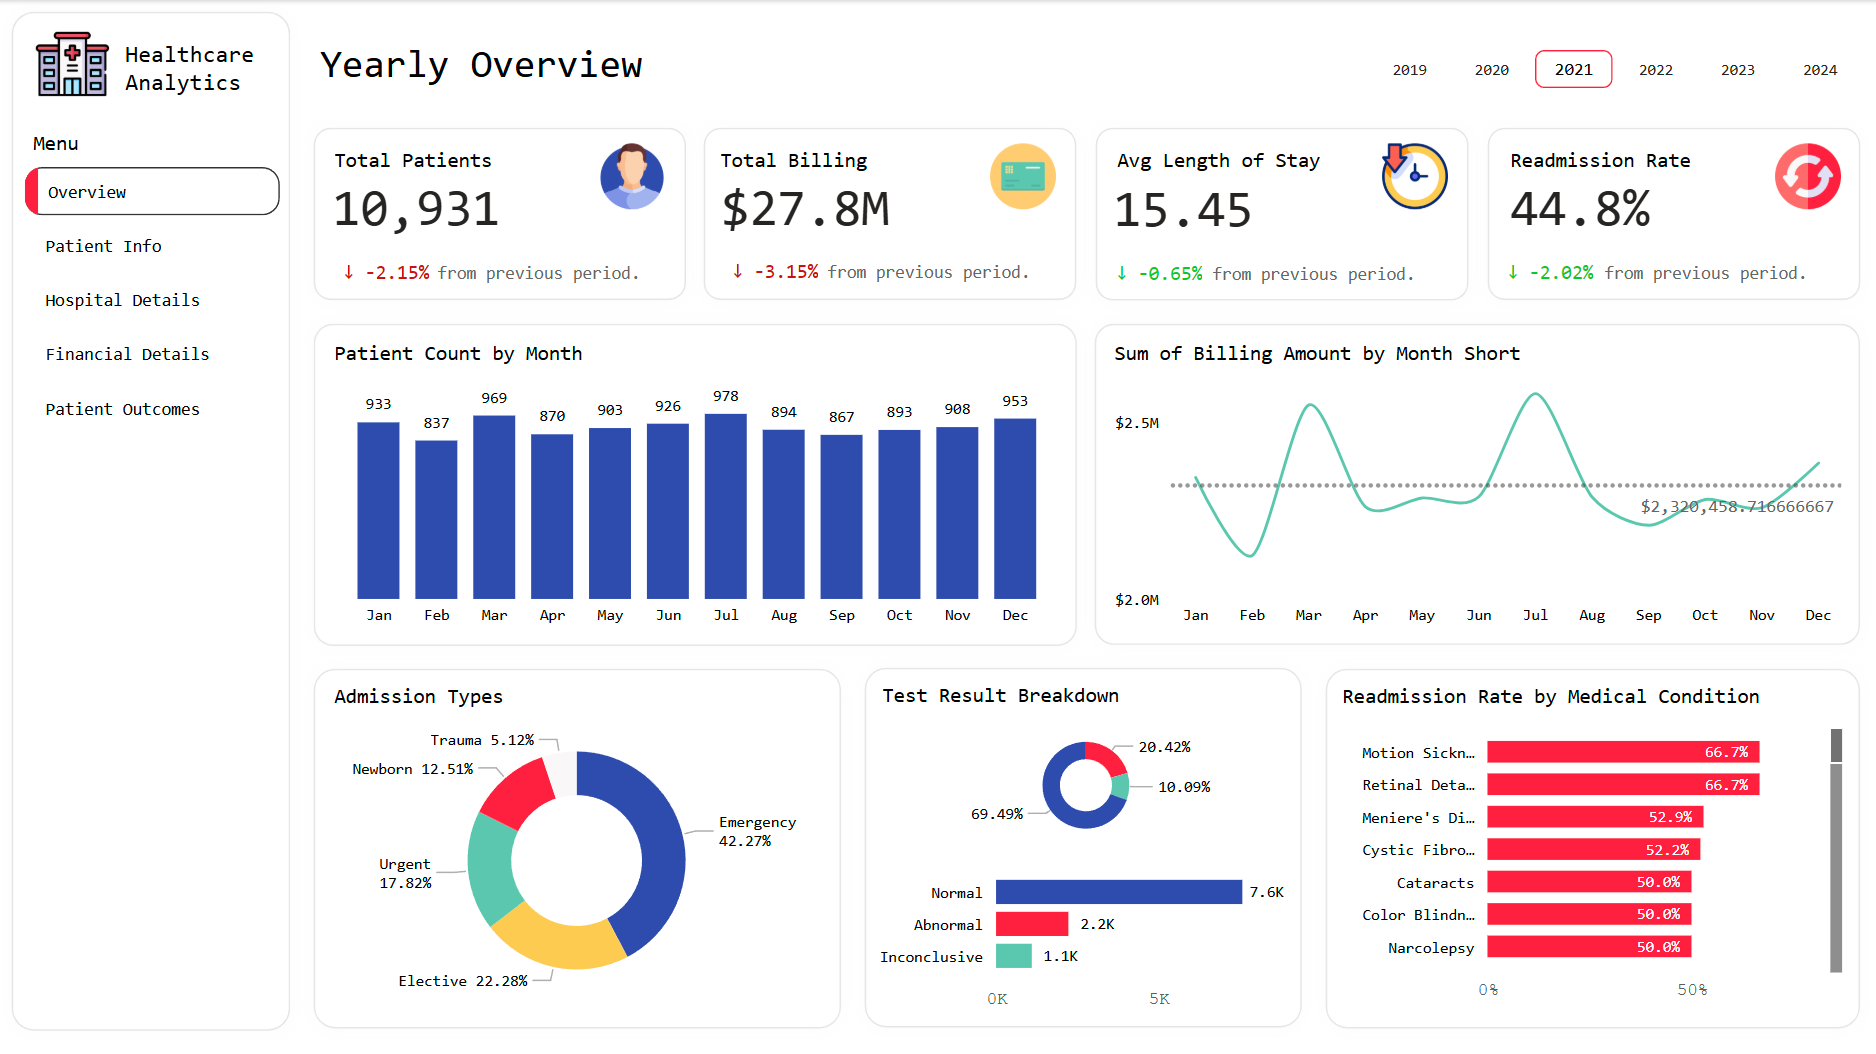 Healthcare
Analytics
Menu
Overview
Patient Info
Hospital Details
Financial Details
Patient Outcomes
Yearly Overview
2019 2020 2021 2022 2023 2024
Total Patients
10,931
↓ -2.15% from previous period.
Total Billing
$27.8M
↓ -3.15% from previous period.
Avg Length of Stay
15.45
↓ -0.65% from previous period.
Readmission Rate
44.8%
↓ -2.02% from previous period.
Patient Count by Month
933 837 969 870 903 926 978 894 867 893 908 953
Jan Feb Mar Apr May Jun Jul Aug Sep Oct Nov Dec
Sum of Billing Amount by Month Short
$2.5M
$2,320,458.716666667
$2.0M
Jan Feb Mar Apr May Jun Jul Aug Sep Oct Nov Dec
Admission Types
Trauma 5.12%
Newborn 12.51%
Emergency
42.27%
Urgent
17.82%
Elective 22.28%
Test Result Breakdown
20.42%
10.09%
69.49%
Normal 7.6K
Abnormal 2.2K
Inconclusive 1.1K
0K 5K
Readmission Rate by Medical Condition
Motion Sickn… 66.7%
Retinal Deta… 66.7%
Meniere's Di… 52.9%
Cystic Fibro… 52.2%
Cataracts 50.0%
Color Blindn… 50.0%
Narcolepsy 50.0%
0% 50%